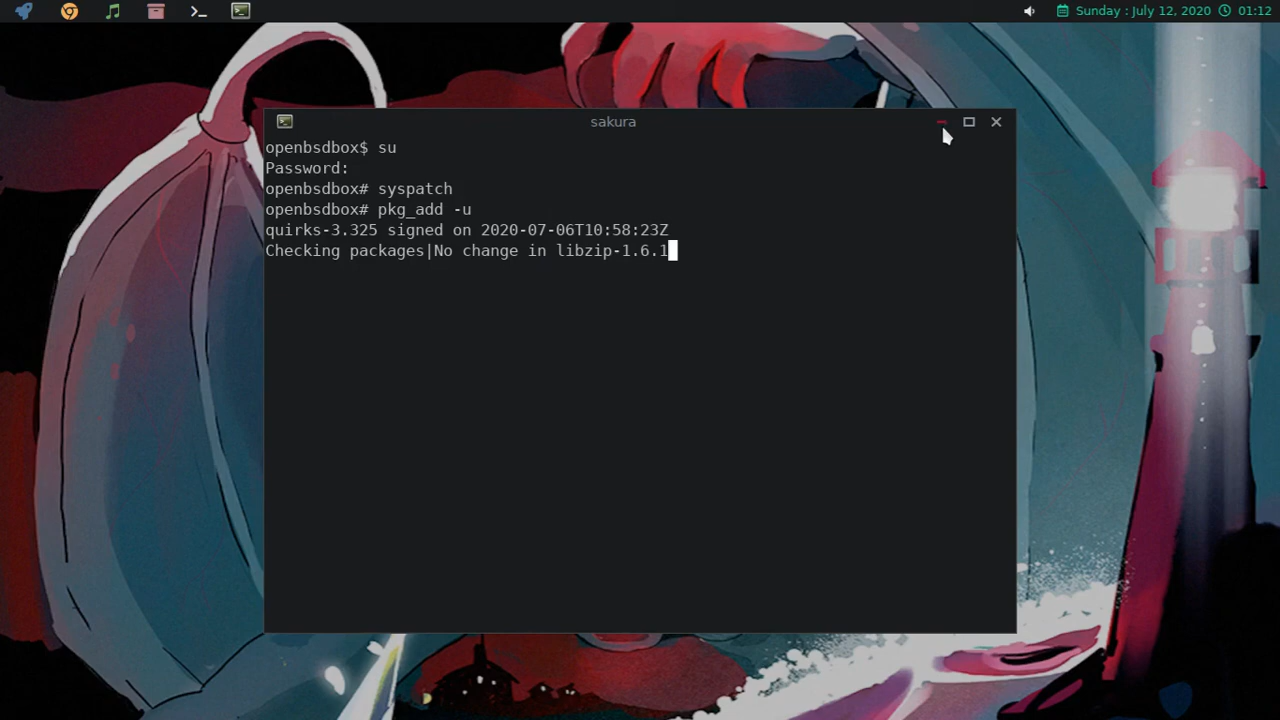 Sunday : July 12, 2020 01:12
sakura
openbsdbox$ su
Password:
openbsdbox# syspatch
openbsdbox# pkg_add -u
quirks-3.325 signed on 2020-07-06T10:58:23Z
Checking packages|No change in libzip-1.6.1